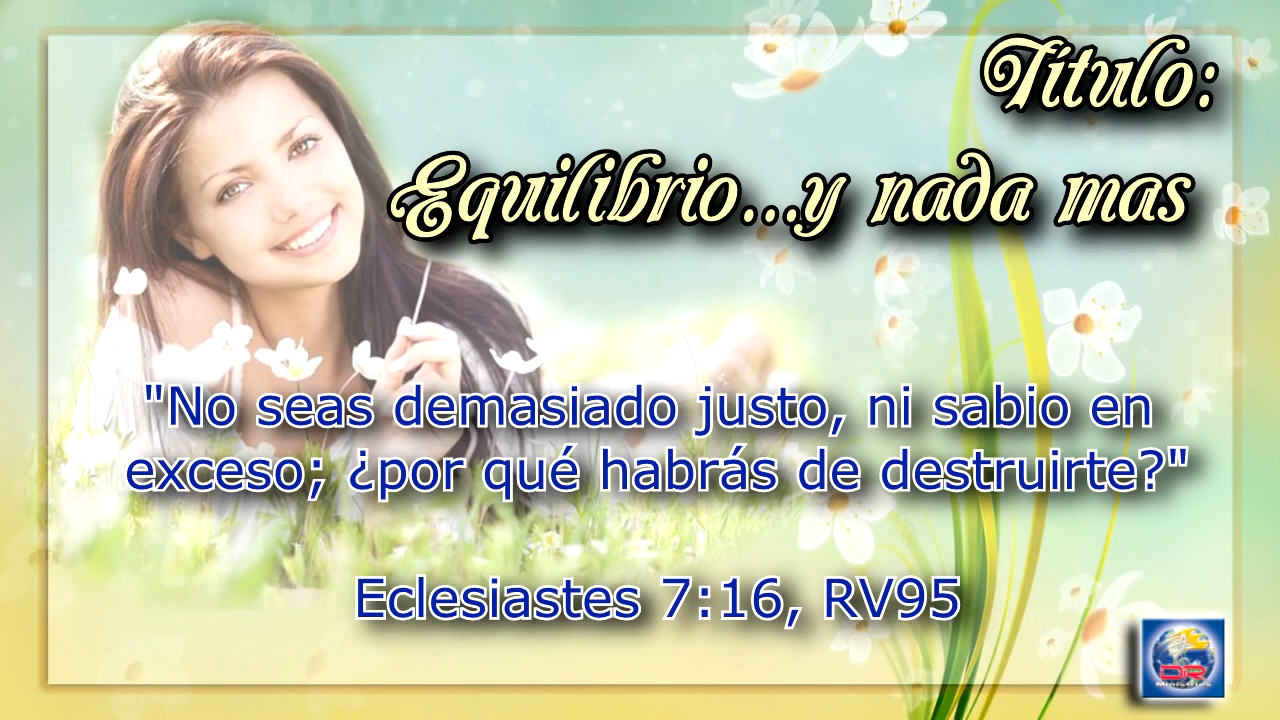 Título:
Equilibrio...y nada mas
"No seas demasiado justo, ni sabio en
exceso; ¿por qué habrás de destruirte?"
Eclesiastes 7:16, RV95
DR
Ministries